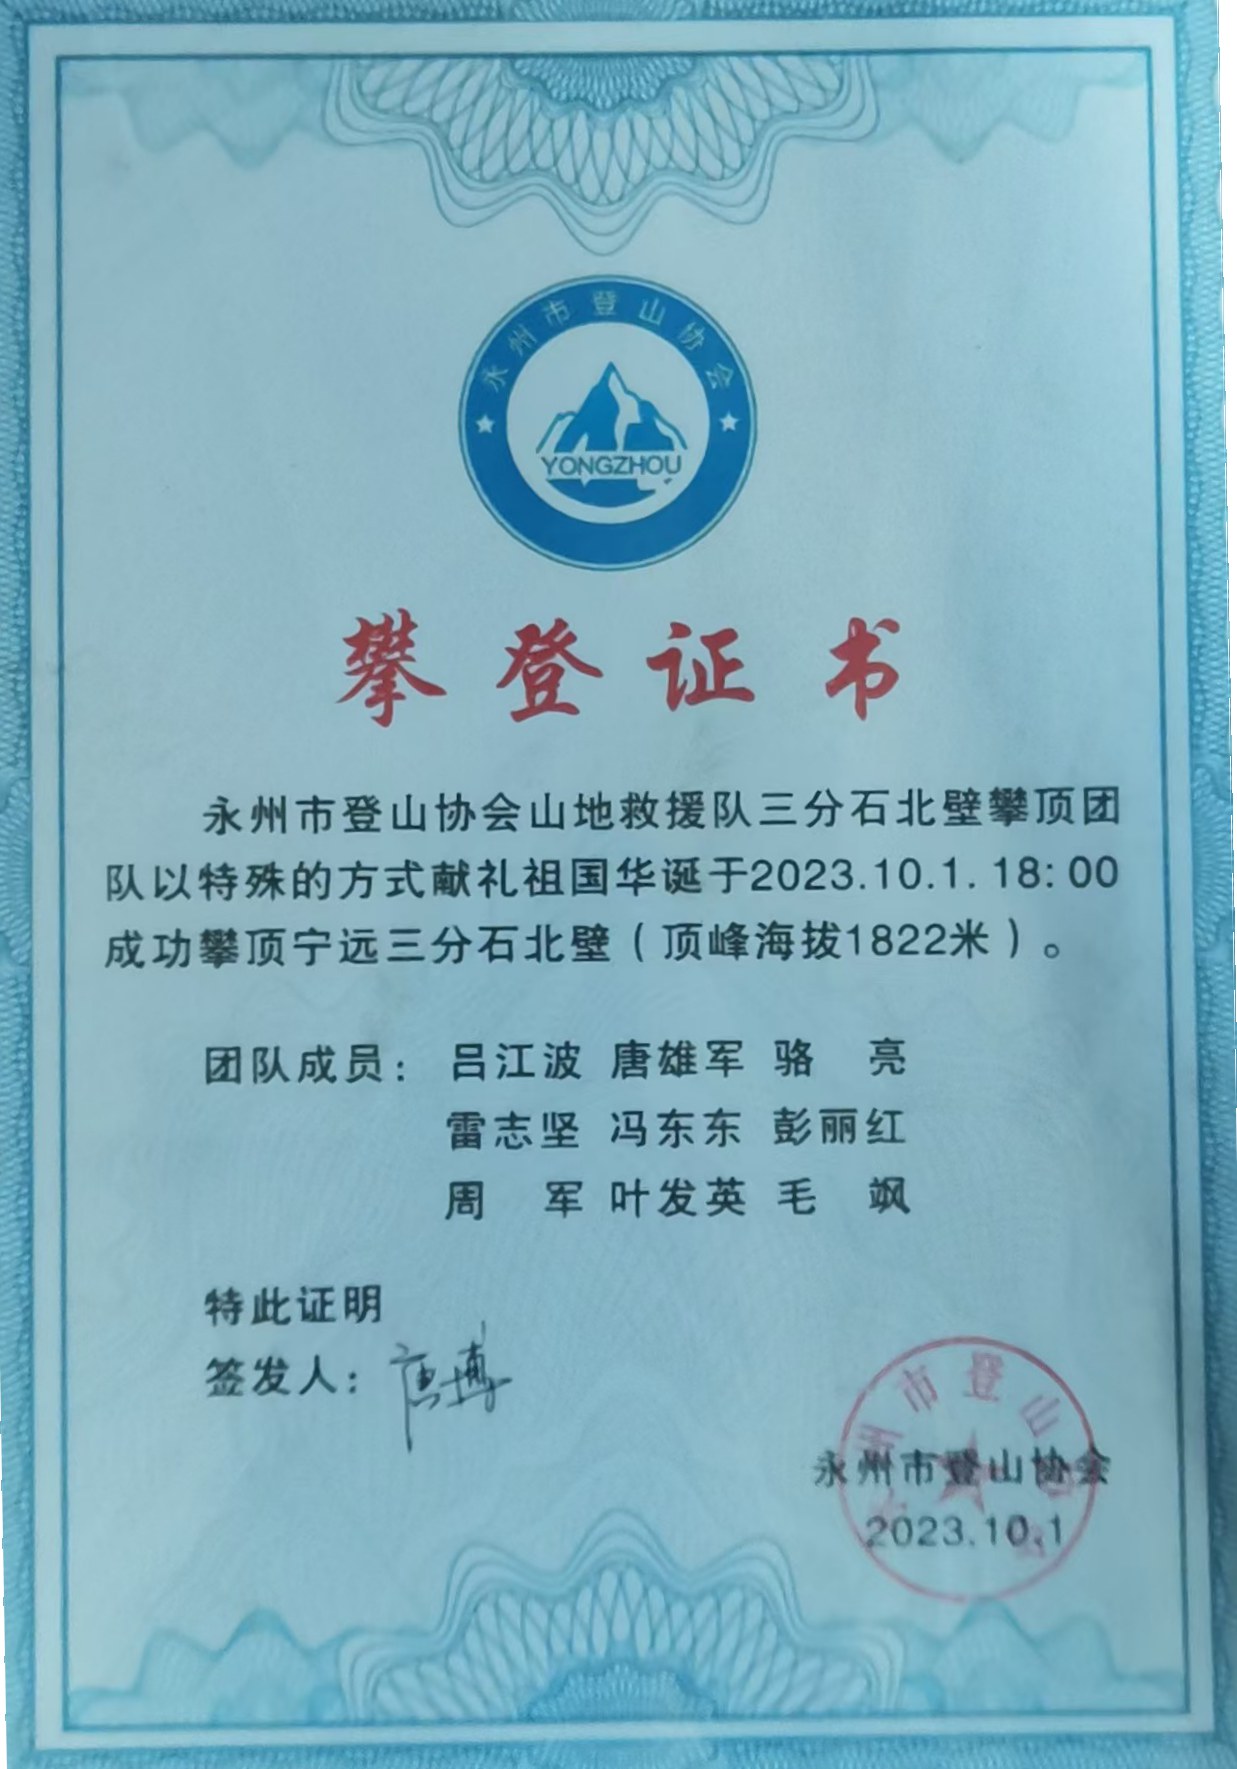 永州市登山协会
YONGZHOU
攀登证书
永州市登山协会山地救援队三分石北壁攀顶团
队以特殊的方式献礼祖国华诞于2023.10.1.18:00
成功攀顶宁远三分石北壁（顶峰海拔1822米）。
团队成员： 吕江波 唐雄军 骆 亮
雷志坚 冯东东 彭丽红
周 军 叶发英 毛 飒
特此证明
签发人：唐博
永州市登山协会
2023.10.1
州市登山